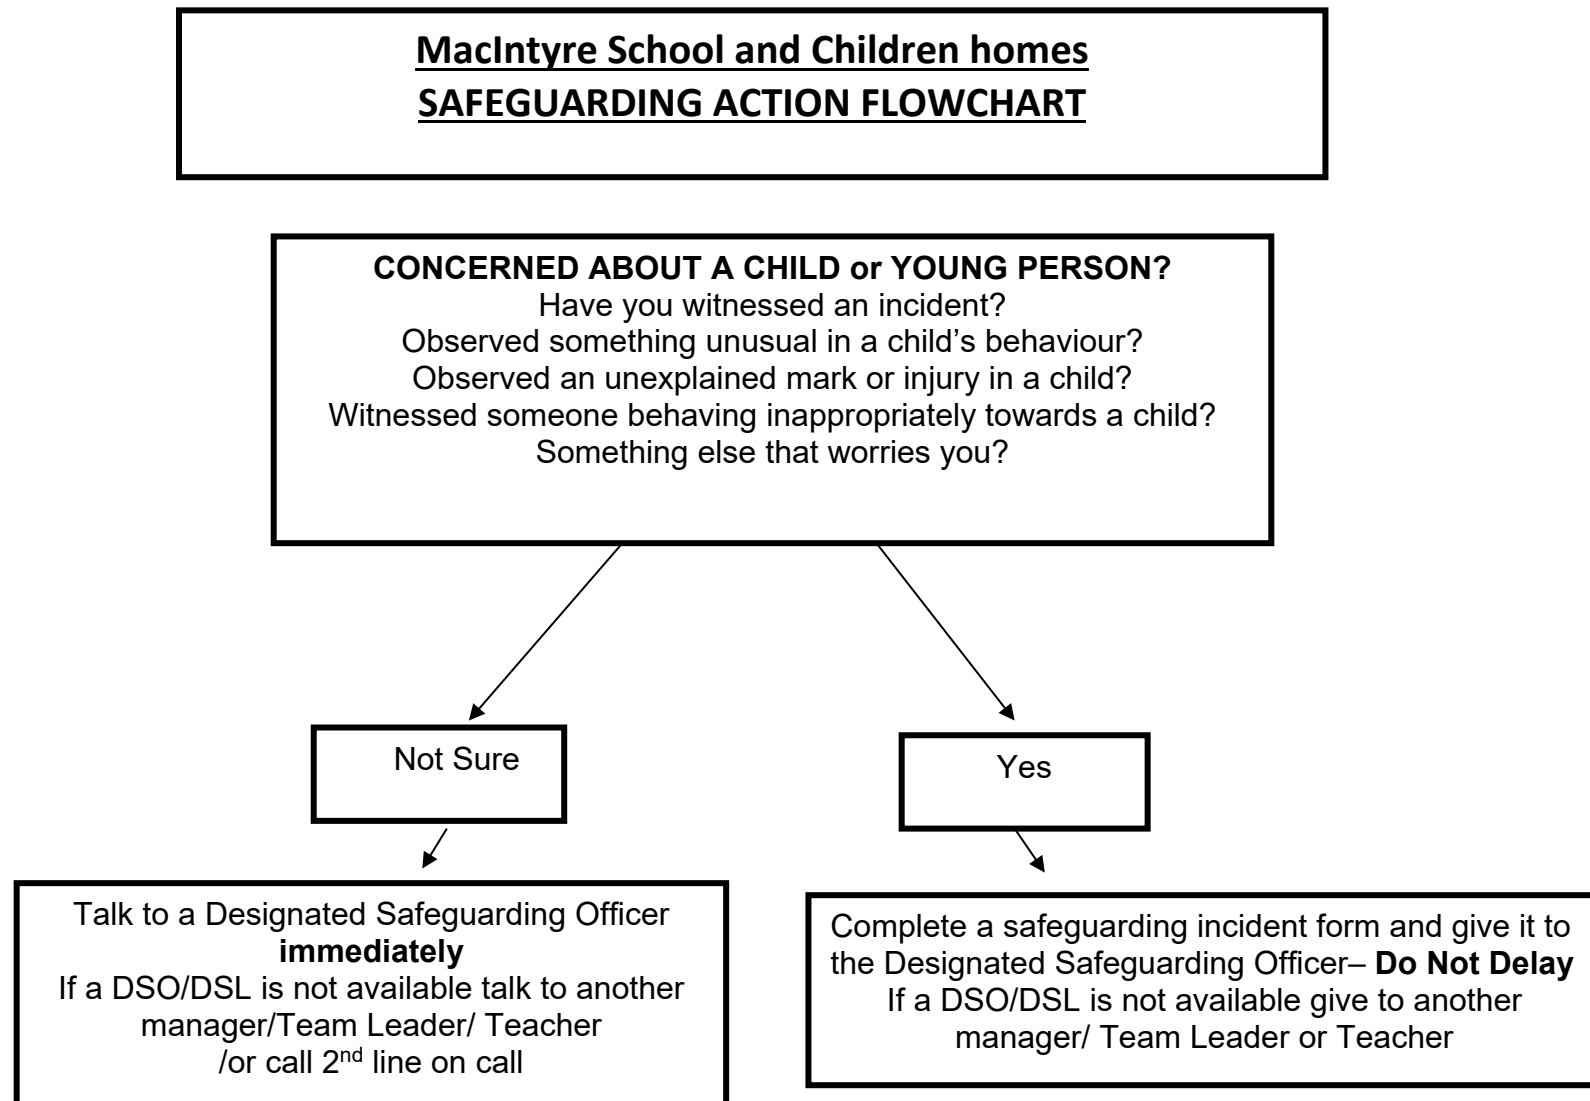 MacIntyre School and Children homes
SAFEGUARDING ACTION FLOWCHART
CONCERNED ABOUT A CHILD or YOUNG PERSON?
Have you witnessed an incident?
Observed something unusual in a child’s behaviour?
Observed an unexplained mark or injury in a child?
Witnessed someone behaving inappropriately towards a child?
Something else that worries you?
Not Sure
Yes
Talk to a Designated Safeguarding Officer
immediately
If a DSO/DSL is not available talk to another
manager/Team Leader/ Teacher
/or call 2nd line on call
Complete a safeguarding incident form and give it to
the Designated Safeguarding Officer– Do Not Delay
If a DSO/DSL is not available give to another
manager/ Team Leader or Teacher